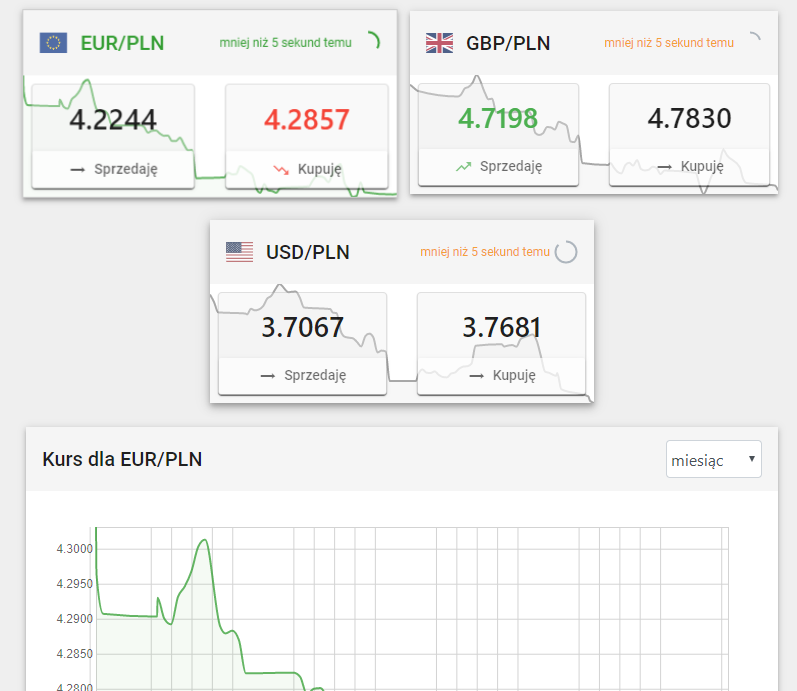 EUR/PLN mniej niż 5 sekund temu
4.2244 4.2857
Sprzedaję Kupuję
GBP/PLN mniej niż 5 sekund temu
4.7198 4.7830
Sprzedaję Kupuję
USD/PLN mniej niż 5 sekund temu
3.7067 3.7681
Sprzedaję Kupuję
Kurs dla EUR/PLN miesiąc
4.3000
4.2950
4.2900
4.2850
4.2800